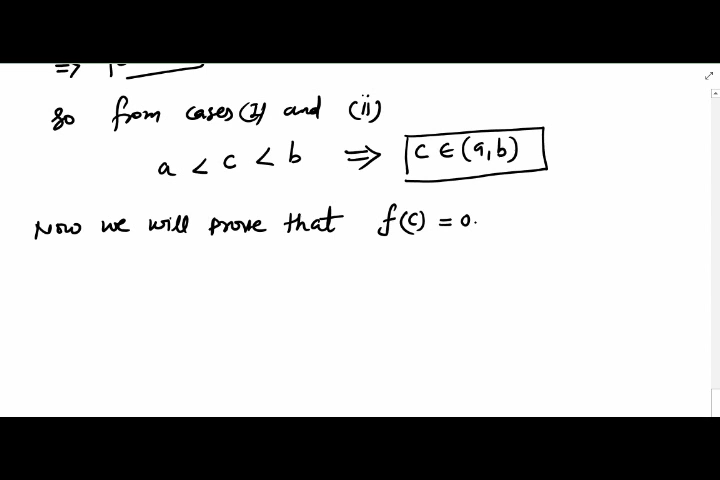 so from cases (I) and (ii)
a < c < b ⇒ c ∈ (a, b)
Now we will prove that f(c) = 0.